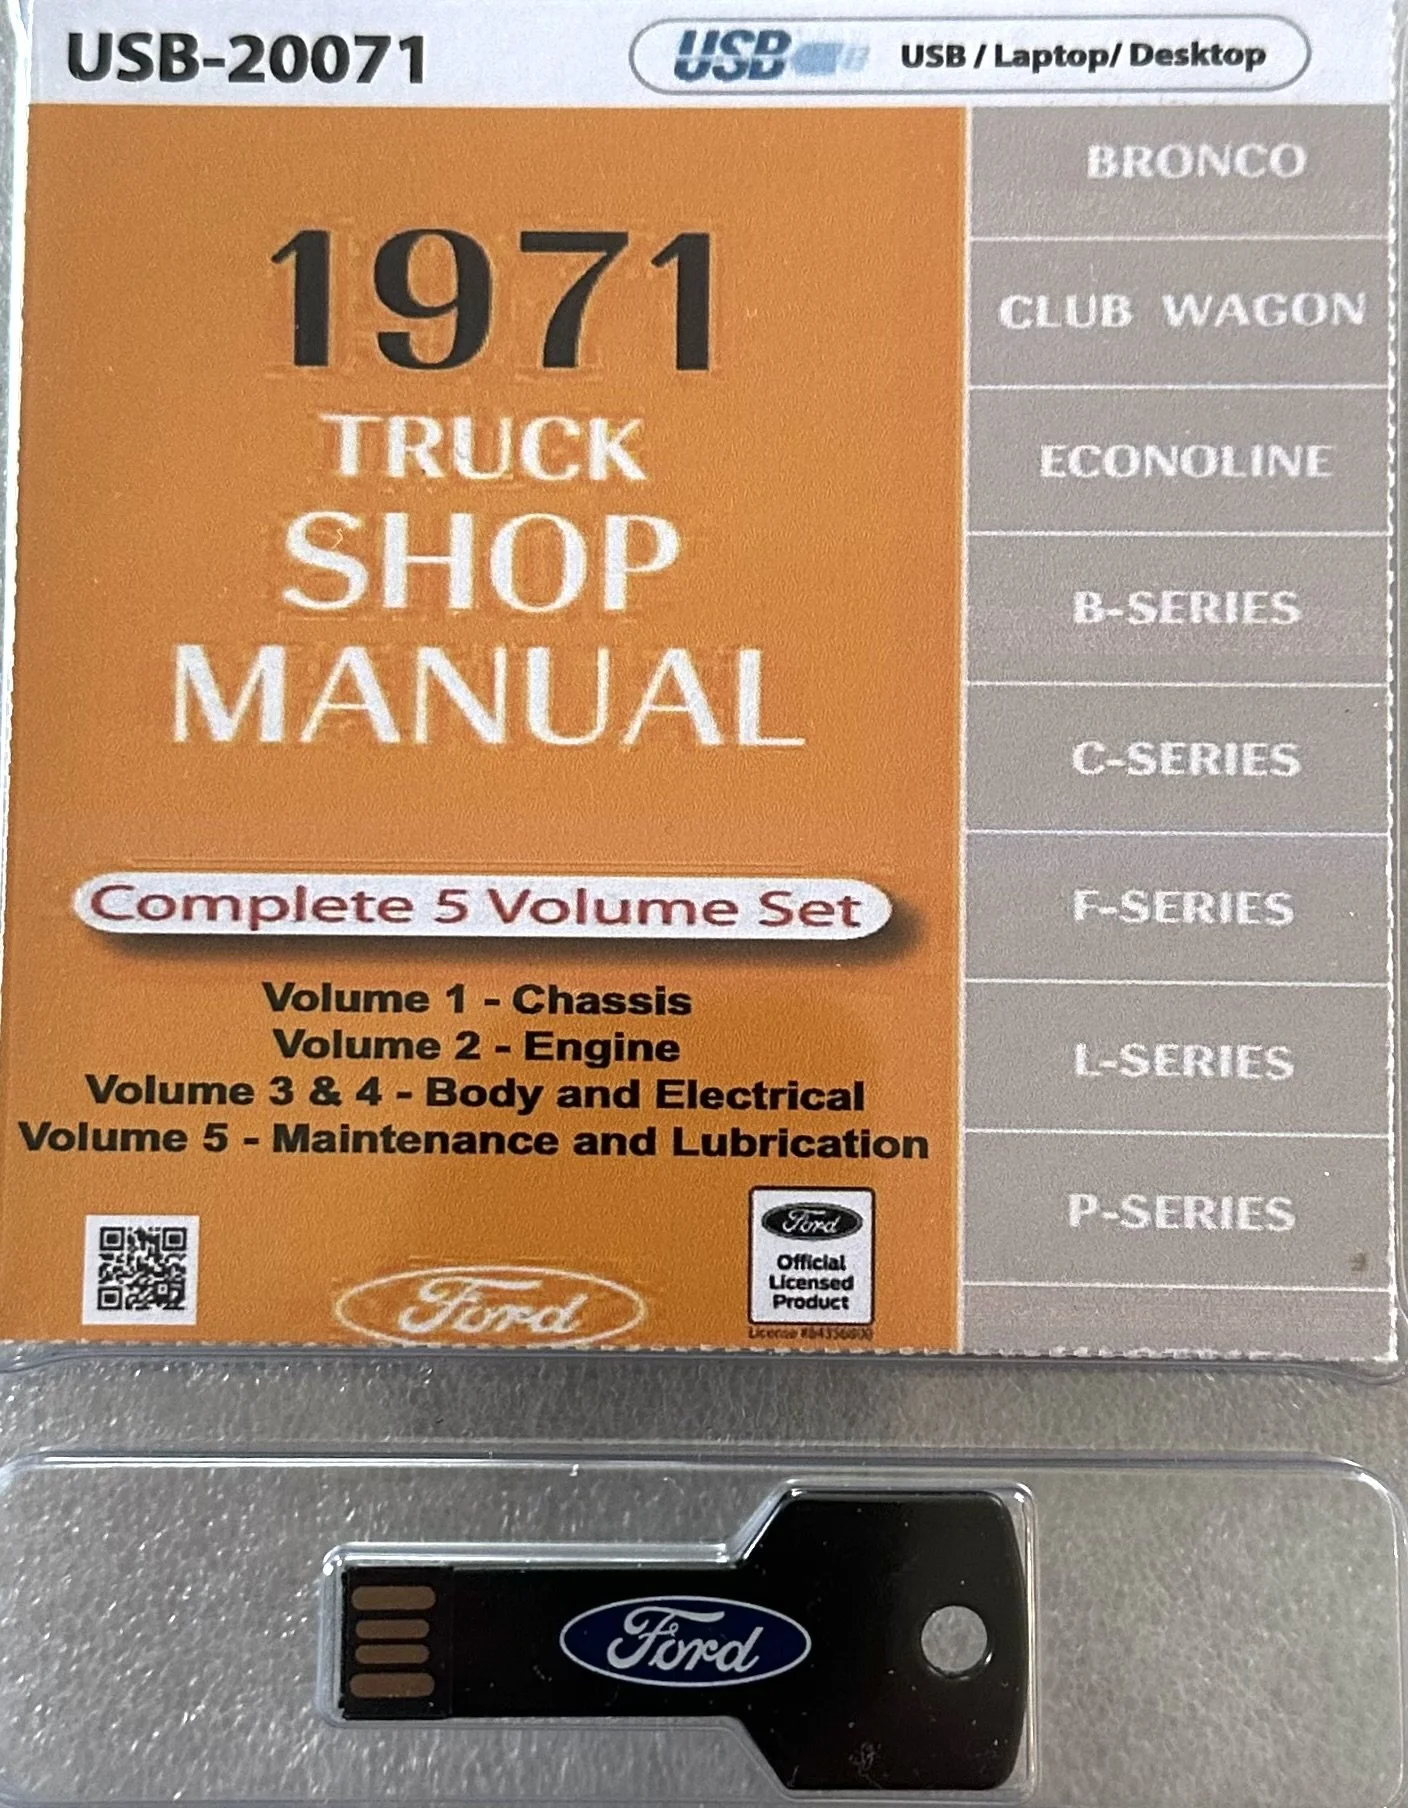 USB-20071
USB USB / Laptop/ Desktop
1971
TRUCK
SHOP
MANUAL
Complete 5 Volume Set
Volume 1 - Chassis
Volume 2 - Engine
Volume 3 & 4 - Body and Electrical
Volume 5 - Maintenance and Lubrication
Ford
Ford
Official
Licensed
Product
License
BRONCO
CLUB WAGON
ECONOLINE
B-SERIES
C-SERIES
F-SERIES
L-SERIES
P-SERIES
Ford